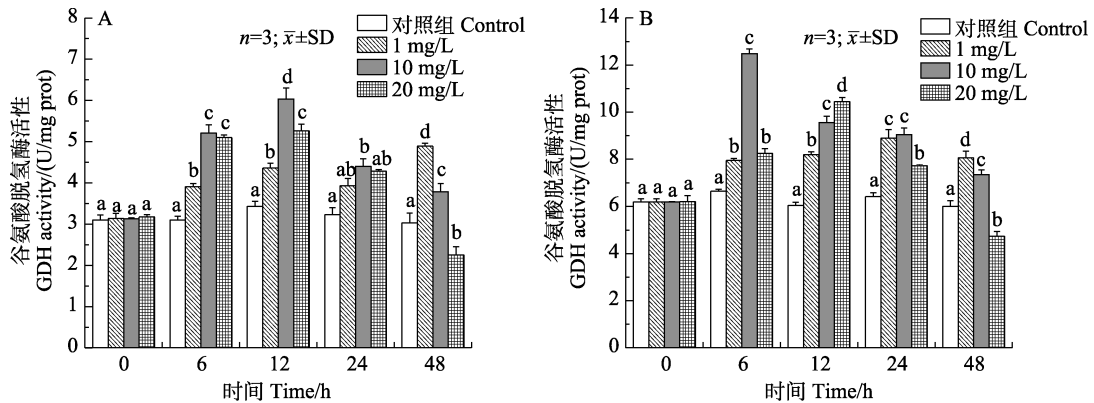 A
n=3; x̄±SD
对照组 Control
1 mg/L
10 mg/L
20 mg/L
谷氨酸脱氢酶活性
GDH activity/(U/mg prot)
8
7
6
5
4
3
2
1
0
a a a a
a b c c
a b d c
a ab b ab
a d c b
0 6 12 24 48
时间 Time/h
B
n=3; x̄±SD
对照组 Control
1 mg/L
10 mg/L
20 mg/L
谷氨酸脱氢酶活性
GDH activity/(U/mg prot)
14
12
10
8
6
4
2
0
a a a a
a b c b
a b c d
a c c b
a d c b
0 6 12 24 48
时间 Time/h